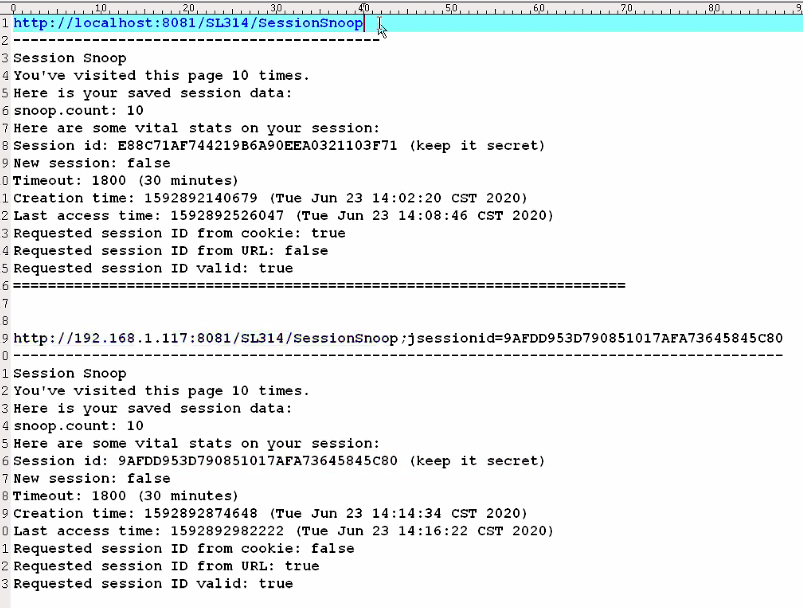 0 10 20 30 40 50 60 70 80 9
1 http://localhost:8081/SL314/SessionSnoop
2 ------------------------------------------
3 Session Snoop
4 You've visited this page 10 times.
5 Here is your saved session data:
6 snoop.count: 10
7 Here are some vital stats on your session:
8 Session id: E88C71AF744219B6A90EEA0321103F71 (keep it secret)
9 New session: false
0 Timeout: 1800 (30 minutes)
1 Creation time: 1592892140679 (Tue Jun 23 14:02:20 CST 2020)
2 Last access time: 1592892526047 (Tue Jun 23 14:08:46 CST 2020)
3 Requested session ID from cookie: true
4 Requested session ID from URL: false
5 Requested session ID valid: true
6 ======================================================================
7
8
9 http://192.168.1.117:8081/SL314/SessionSnoop;jsessionid=9AFDD953D790851017AFA73645845C80
0 ----------------------------------------------------------------------------------------
1 Session Snoop
2 You've visited this page 10 times.
3 Here is your saved session data:
4 snoop.count: 10
5 Here are some vital stats on your session:
6 Session id: 9AFDD953D790851017AFA73645845C80 (keep it secret)
7 New session: false
8 Timeout: 1800 (30 minutes)
9 Creation time: 1592892874648 (Tue Jun 23 14:14:34 CST 2020)
0 Last access time: 1592892982222 (Tue Jun 23 14:16:22 CST 2020)
1 Requested session ID from cookie: false
2 Requested session ID from URL: true
3 Requested session ID valid: true